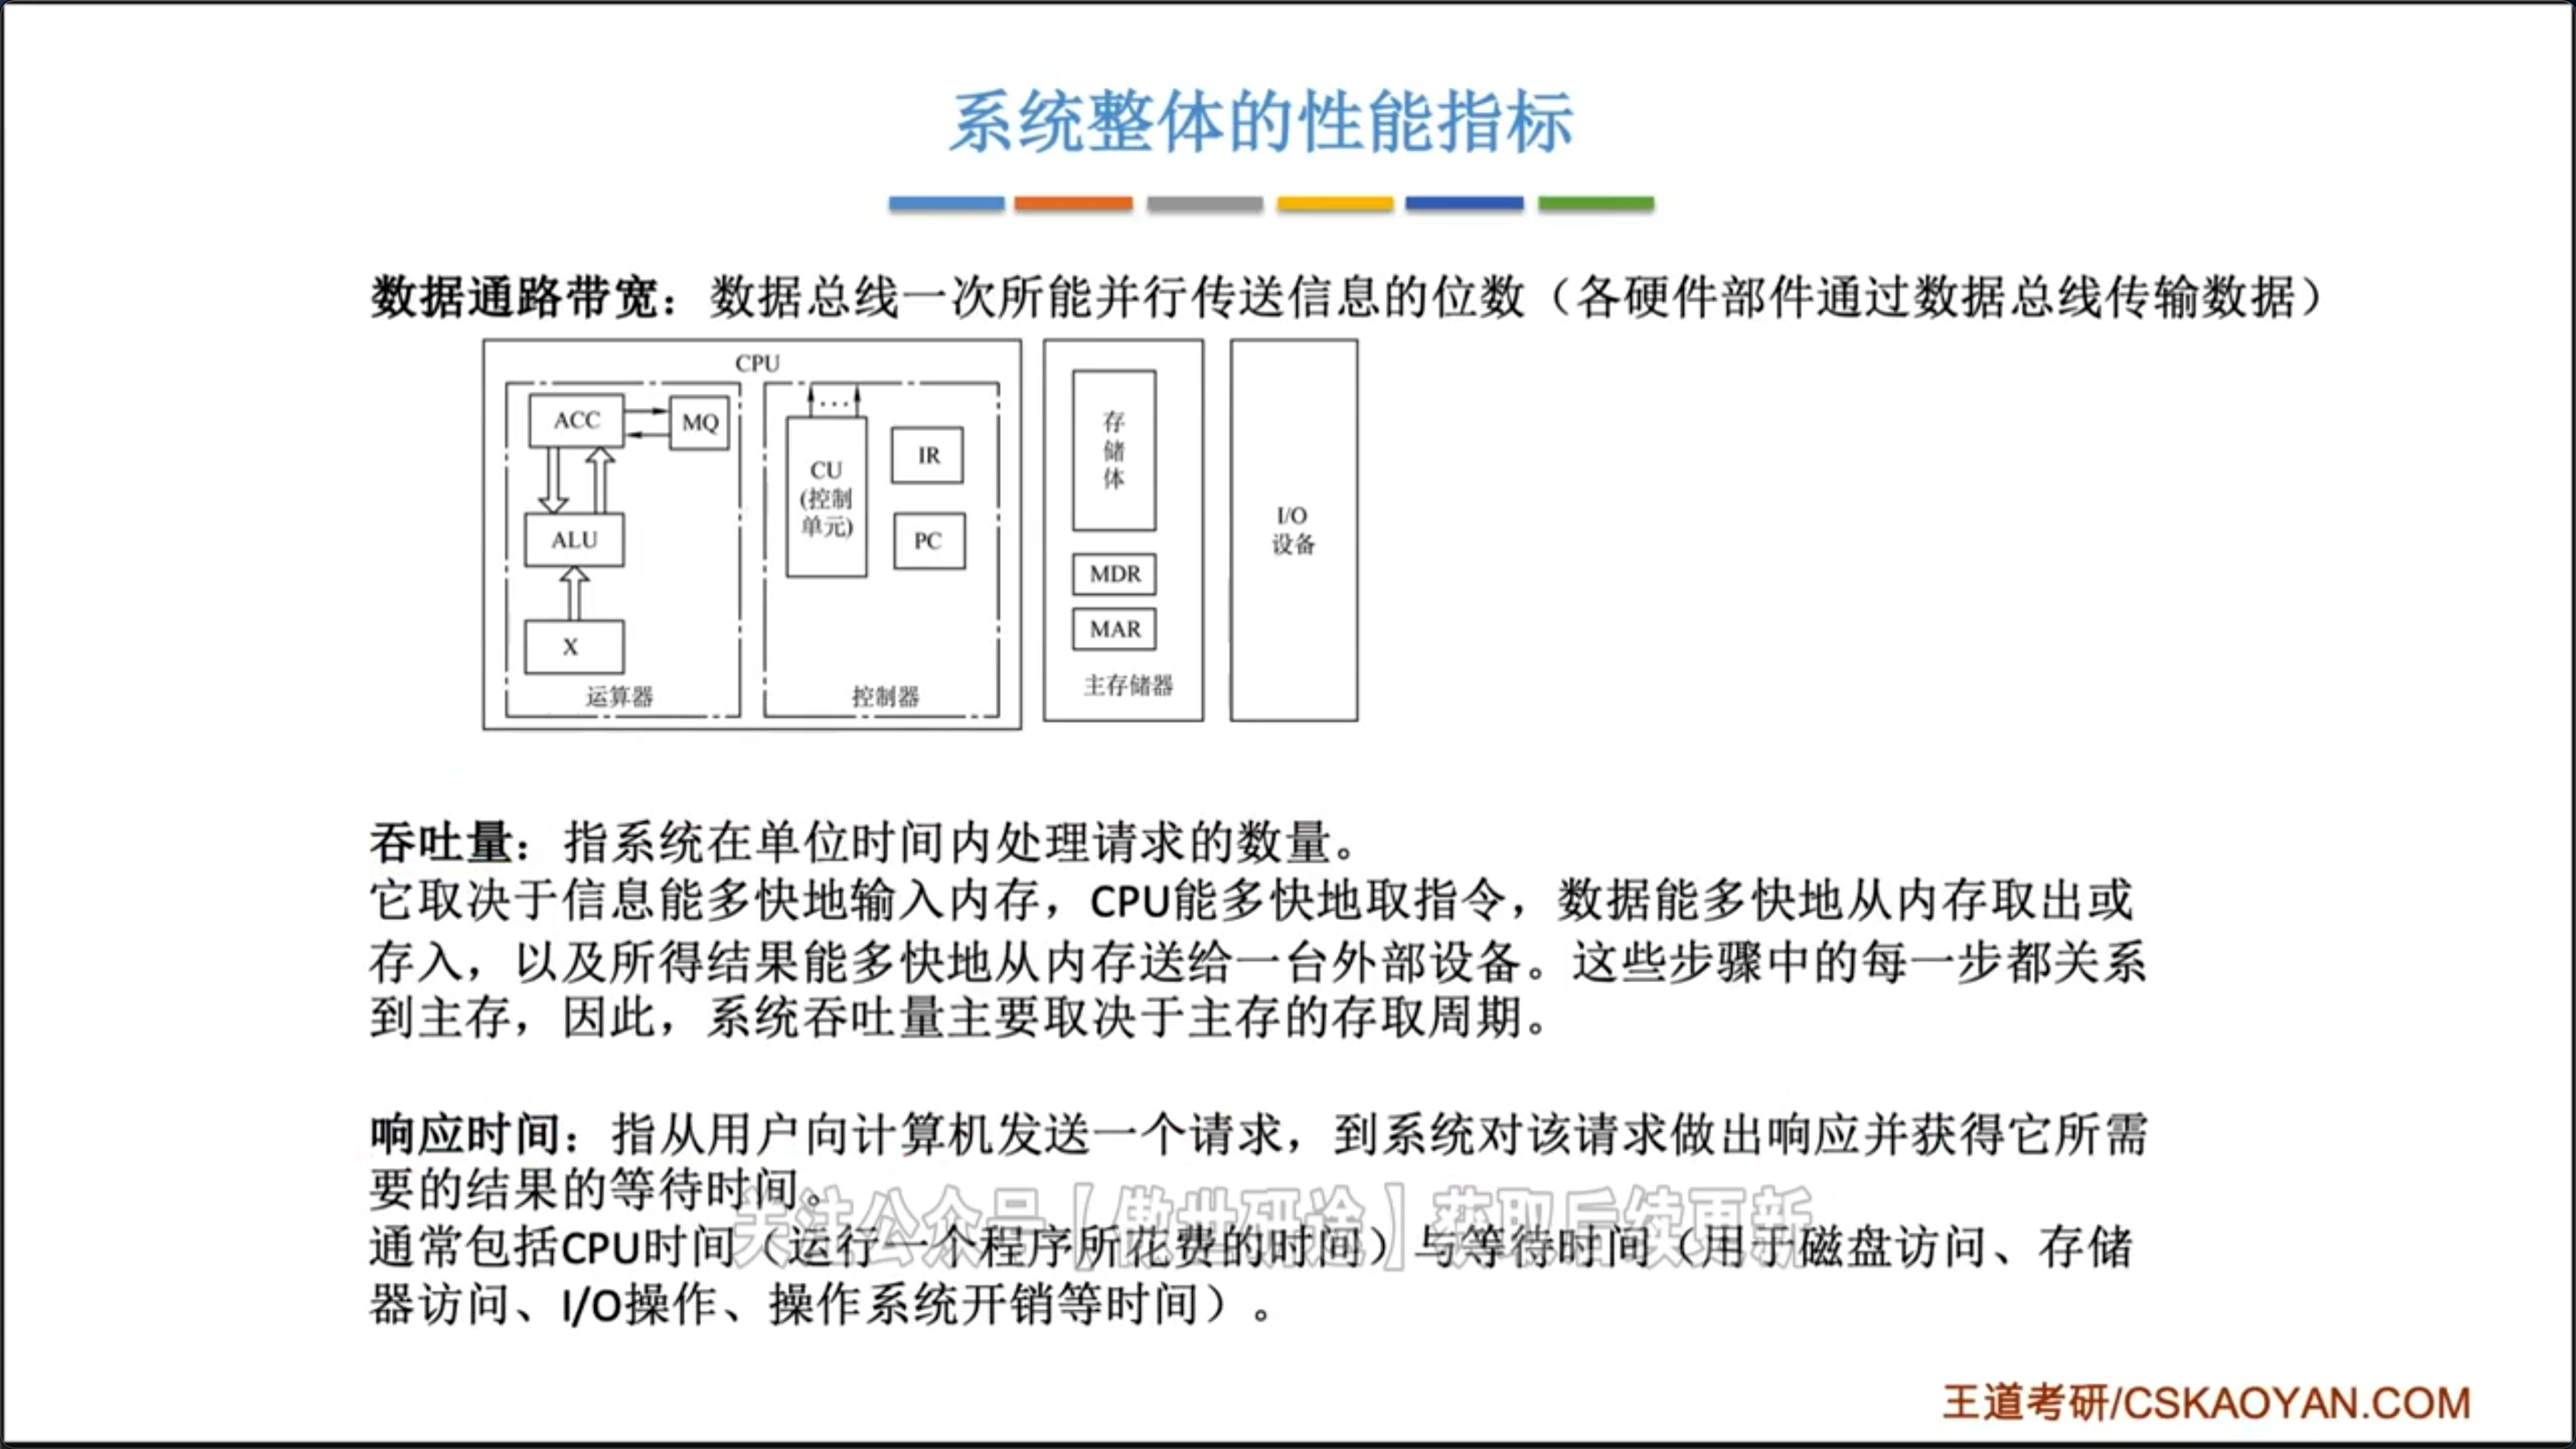 系统整体的性能指标
数据通路带宽：数据总线一次所能并行传送信息的位数（各硬件部件通过数据总线传输数据）
CPU
ACC
MQ
ALU
X
运算器
CU
(控制
单元)
...
IR
PC
控制器
存
储
体
MDR
MAR
主存储器
I/O
设备
吞吐量：指系统在单位时间内处理请求的数量。
它取决于信息能多快地输入内存，CPU能多快地取指令，数据能多快地从内存取出或
存入，以及所得结果能多快地从内存送给一台外部设备。这些步骤中的每一步都关系
到主存，因此，系统吞吐量主要取决于主存的存取周期。
响应时间：指从用户向计算机发送一个请求，到系统对该请求做出响应并获得它所需
要的结果的等待时间。
关注公众号【傲世研途】获取后续更新
通常包括CPU时间（运行一个程序所花费的时间）与等待时间（用于磁盘访问、存储
器访问、I/O操作、操作系统开销等时间）。
王道考研/CSKAOYAN.COM